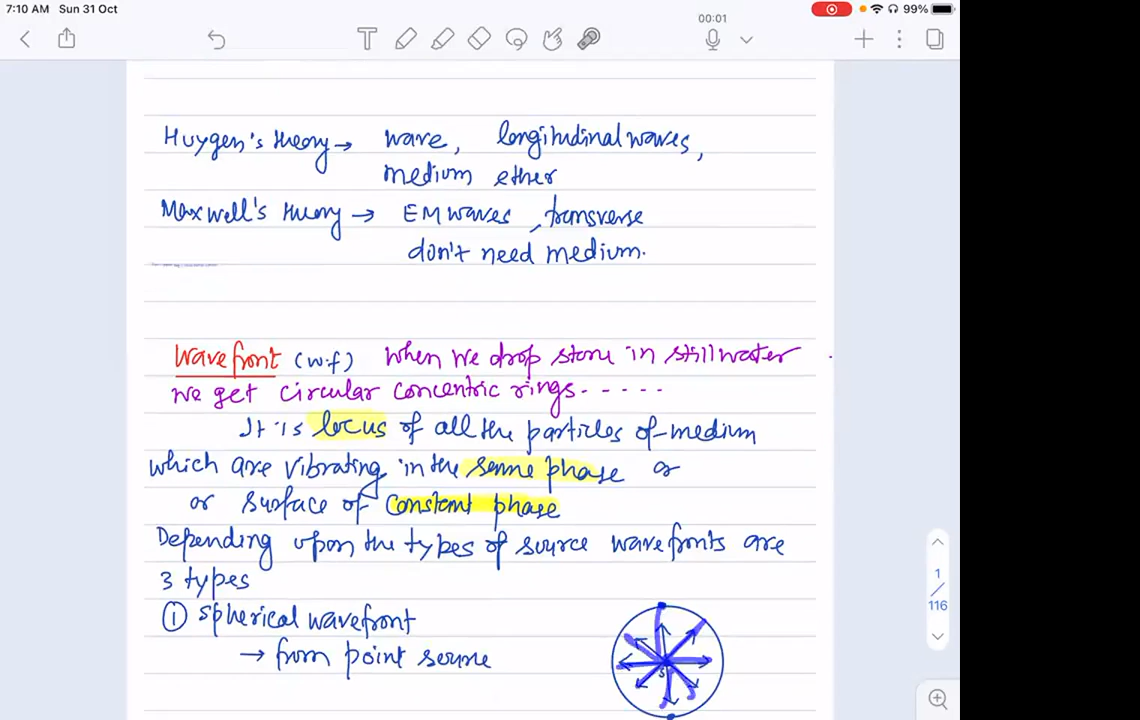 7:10 AM Sun 31 Oct
99%
00:01
Huygen's theory → wave, longitudinal waves,
medium ether
Maxwell's theory → EM waves, transverse
don't need medium.
Wavefront (w.f) When we drop stone in still water
we get circular concentric rings. - - - - -
It is locus of all the particles of medium
which are vibrating in the same phase or
or surface of constant phase
Depending upon the types of source wavefronts are
3 types
① spherical wavefront
→ from point source
S
1
/
116